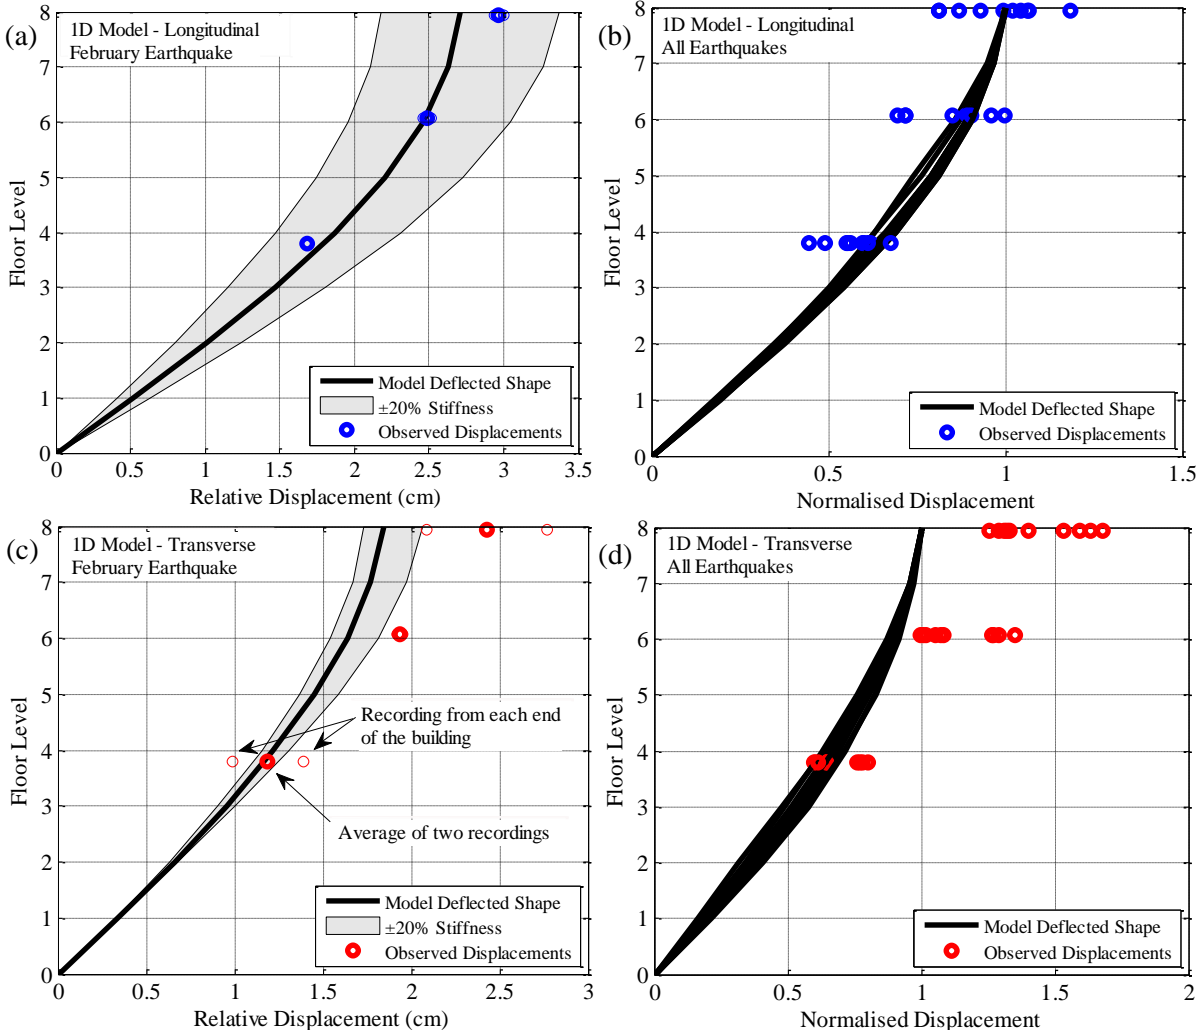 (a)
1D Model - Longitudinal
February Earthquake
8
7
6
5
4
3
2
1
0
Floor Level
Model Deflected Shape
±20% Stiffness
Observed Displacements
0
0.5
1
1.5
2
2.5
3
3.5
Relative Displacement (cm)
(b)
1D Model - Longitudinal
All Earthquakes
8
7
6
5
4
3
2
1
0
Floor Level
Model Deflected Shape
Observed Displacements
0
0.5
1
1.5
Normalised Displacement
(c)
1D Model - Transverse
February Earthquake
8
7
6
5
4
3
2
1
0
Floor Level
Recording from each end
of the building
Average of two recordings
Model Deflected Shape
±20% Stiffness
Observed Displacements
0
0.5
1
1.5
2
2.5
3
Relative Displacement (cm)
(d)
1D Model - Transverse
All Earthquakes
8
7
6
5
4
3
2
1
0
Floor Level
Model Deflected Shape
Observed Displacements
0
0.5
1
1.5
2
Normalised Displacement